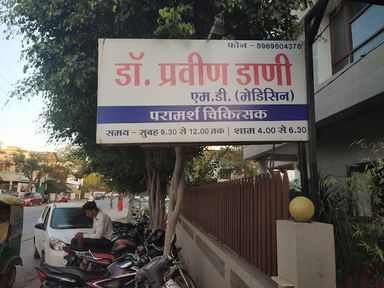 फोन - 8989504378
डॉ. प्रवीण डाणी
एम.डी. (मेडिसिन)
परामर्श चिकित्सक
समय - सुबह 9.30 से 12.00 तक | शाम 4.00 से 6.30